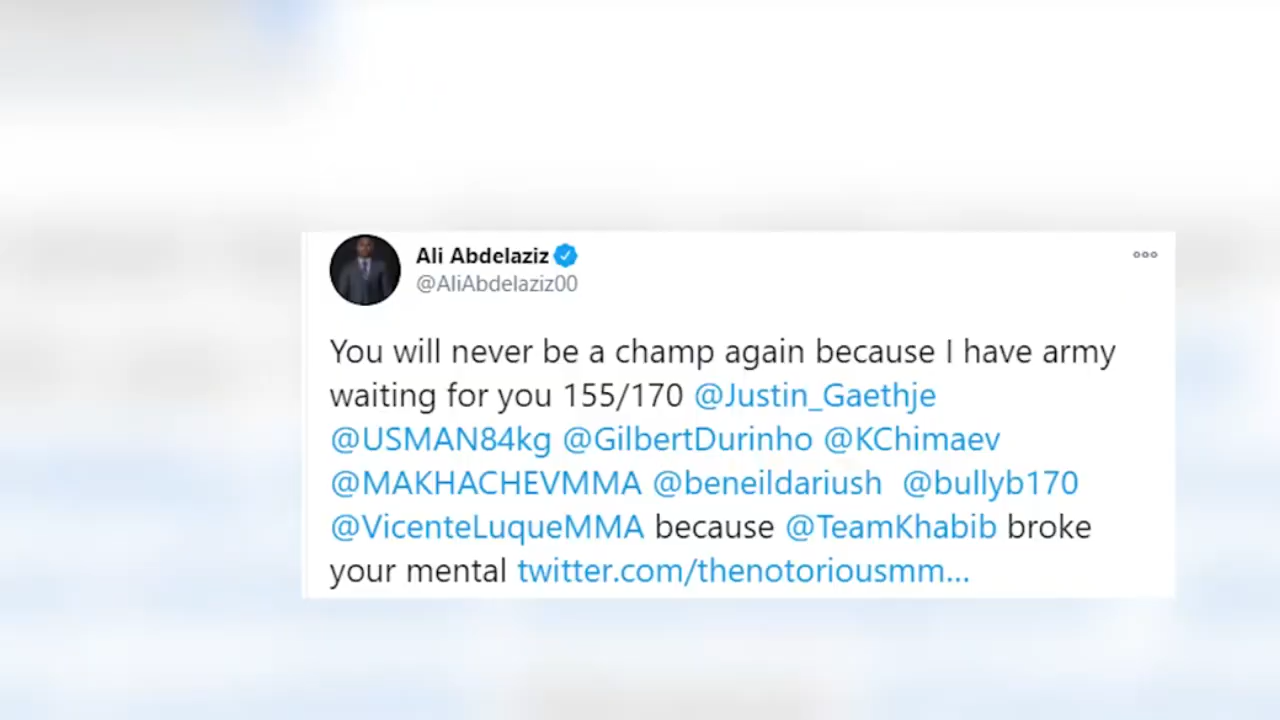 Ali Abdelaziz
@AliAbdelaziz00
You will never be a champ again because I have army
waiting for you 155/170 @Justin_Gaethje
@USMAN84kg @GilbertDurinho @KChimaev
@MAKHACHEVMMA @beneildariush @bullyb170
@VicenteLuqueMMA because @TeamKhabib broke
your mental twitter.com/thenotoriousmm...